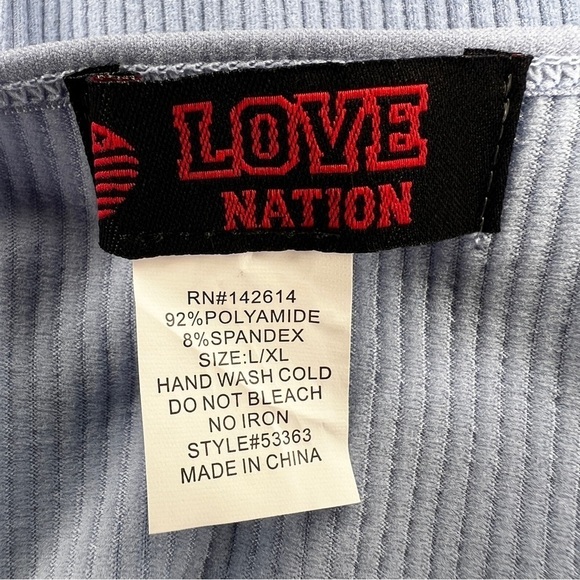 LOVE
NATION
RN#142614
92%POLYAMIDE
8%SPANDEX
SIZE:L/XL
HAND WASH COLD
DO NOT BLEACH
NO IRON
STYLE#53363
MADE IN CHINA